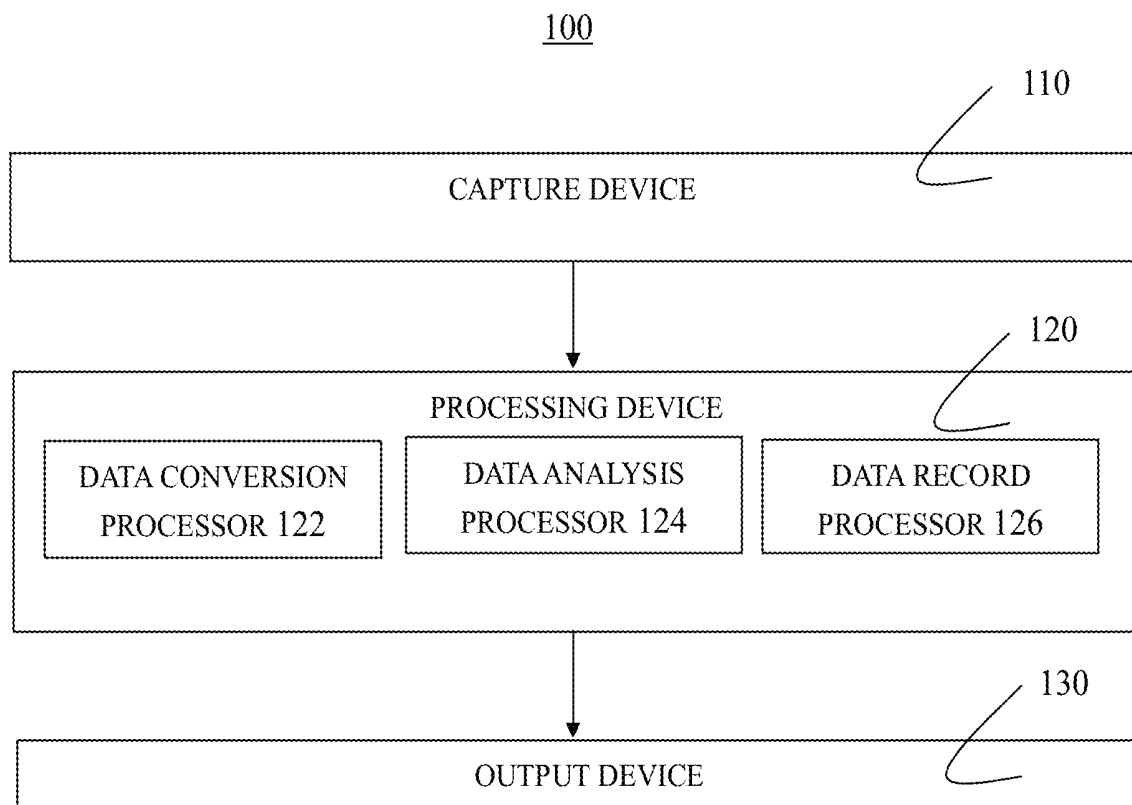 100
110
CAPTURE DEVICE
120
PROCESSING DEVICE
DATA CONVERSION
PROCESSOR 122
DATA ANALYSIS
PROCESSOR 124
DATA RECORD
PROCESSOR 126
130
OUTPUT DEVICE